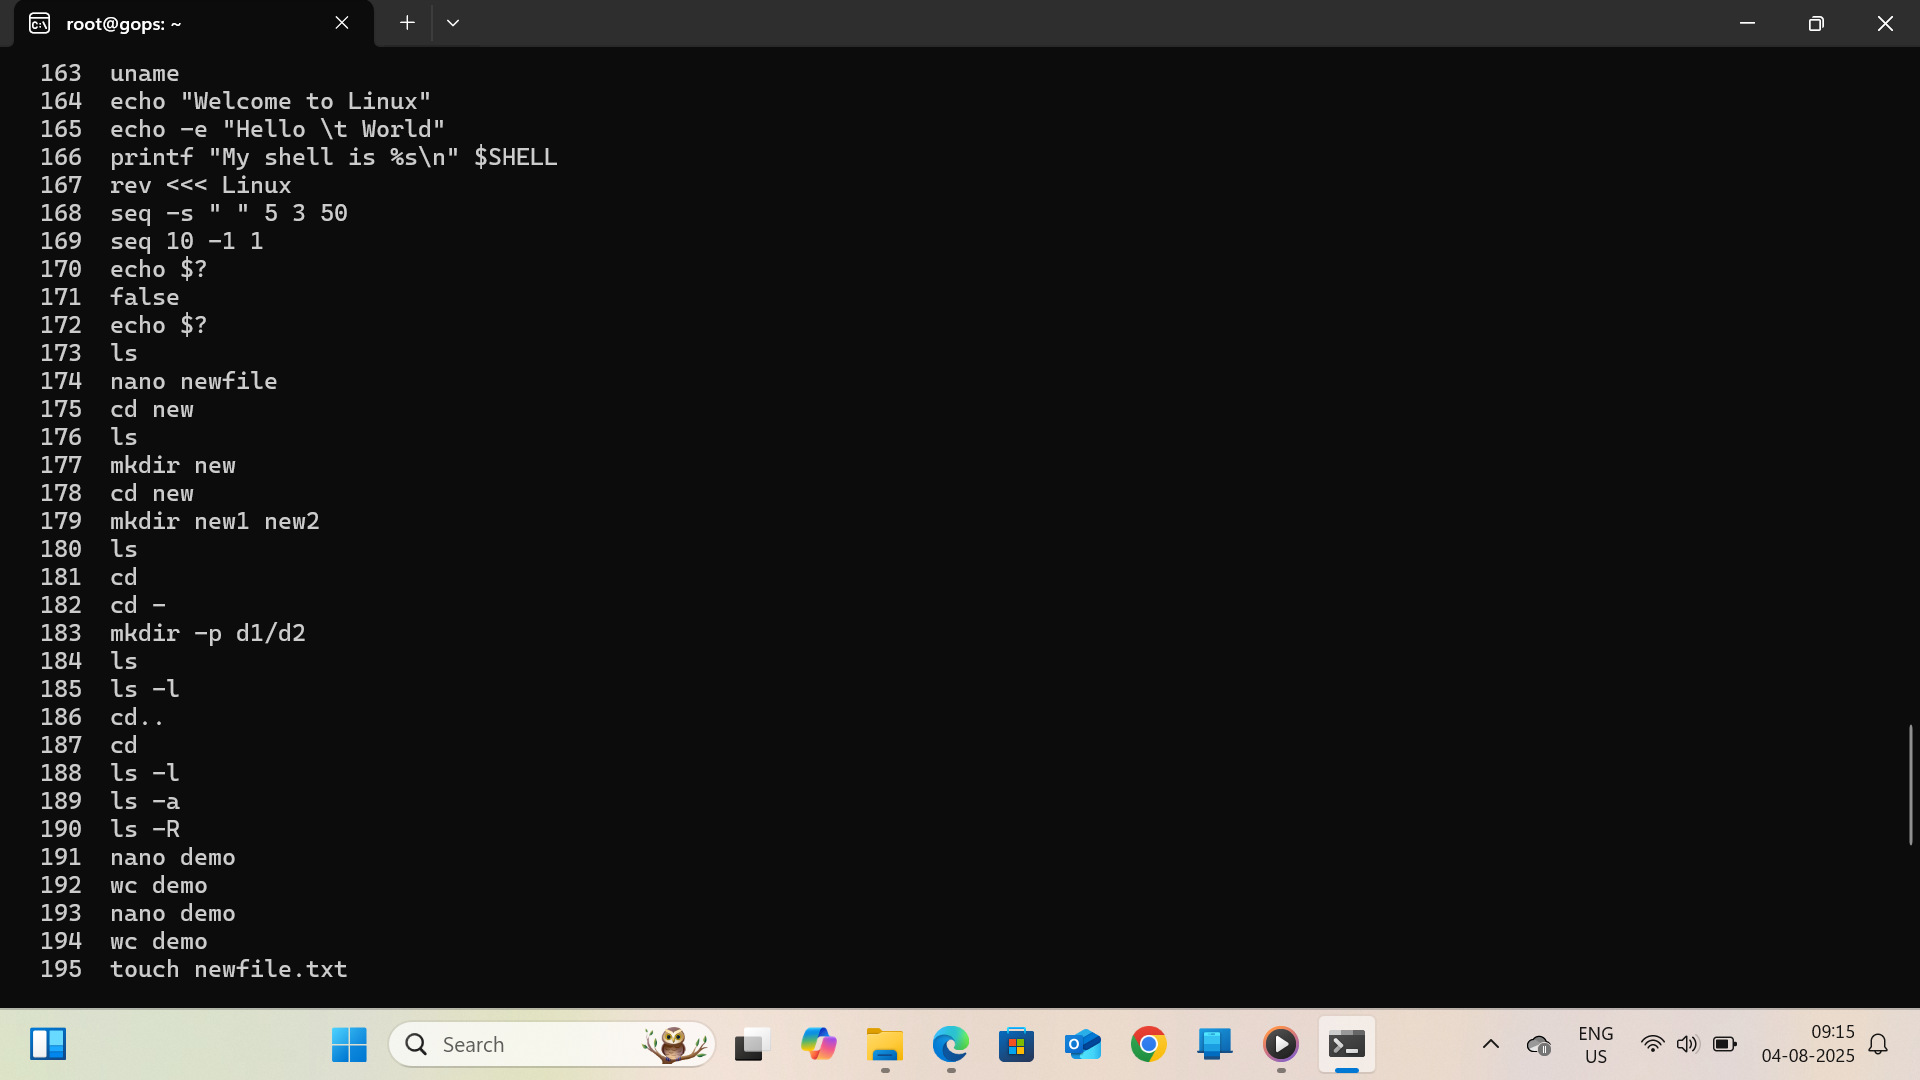 root@gops: ~
163 uname
164 echo "Welcome to Linux"
165 echo -e "Hello \t World"
166 printf "My shell is %s\n" $SHELL
167 rev <<< Linux
168 seq -s " " 5 3 50
169 seq 10 -1 1
170 echo $?
171 false
172 echo $?
173 ls
174 nano newfile
175 cd new
176 ls
177 mkdir new
178 cd new
179 mkdir new1 new2
180 ls
181 cd
182 cd -
183 mkdir -p d1/d2
184 ls
185 ls -l
186 cd..
187 cd
188 ls -l
189 ls -a
190 ls -R
191 nano demo
192 wc demo
193 nano demo
194 wc demo
195 touch newfile.txt
Search
ENG
US
09:15
04-08-2025